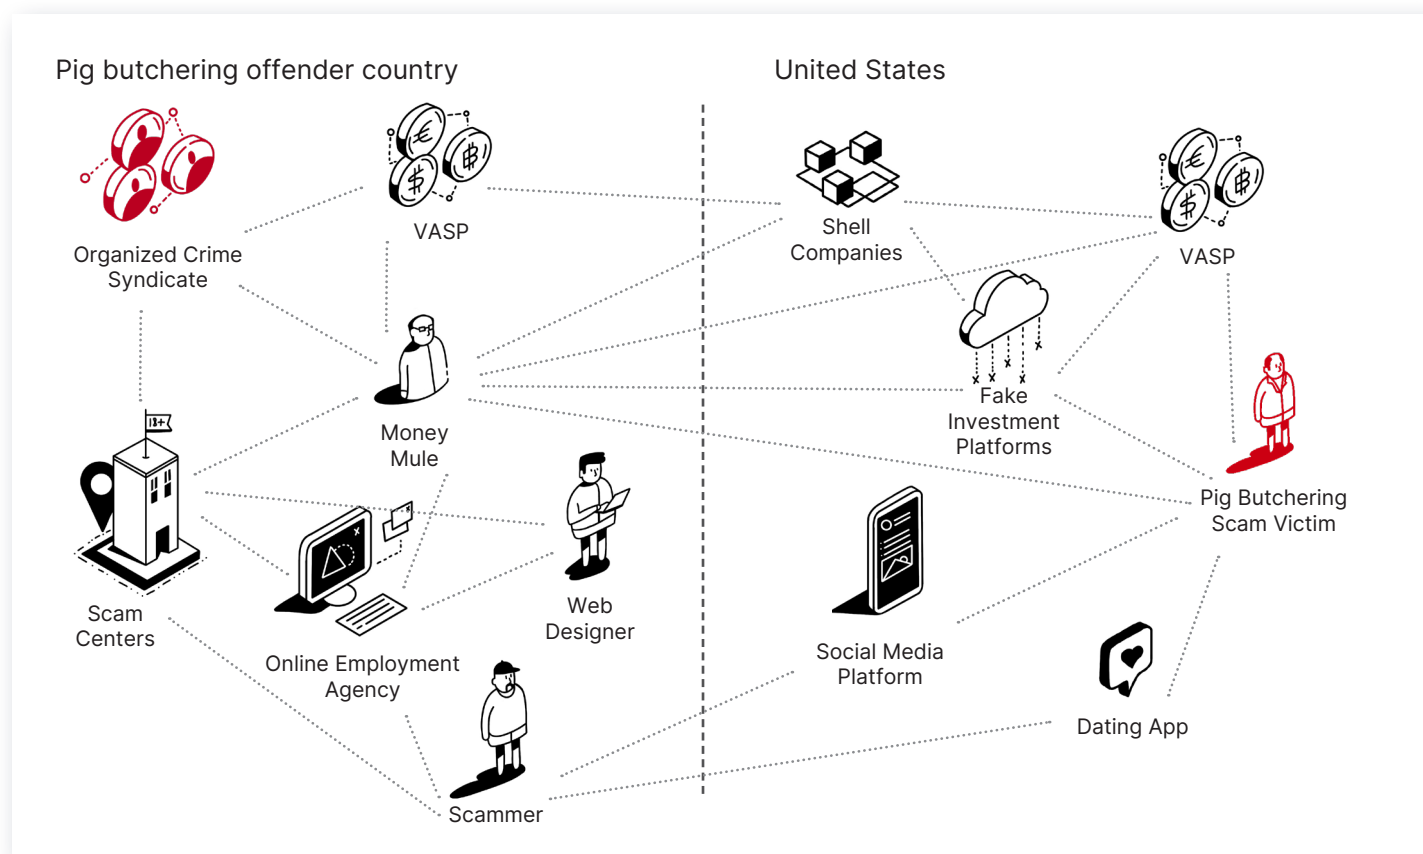 Pig butchering offender country
United States
Organized Crime
Syndicate
VASP
Shell
Companies
VASP
Money
Mule
Fake
Investment
Platforms
18+
Scam
Centers
Pig Butchering
Scam Victim
Web
Designer
Online Employment
Agency
Social Media
Platform
Dating App
Scammer